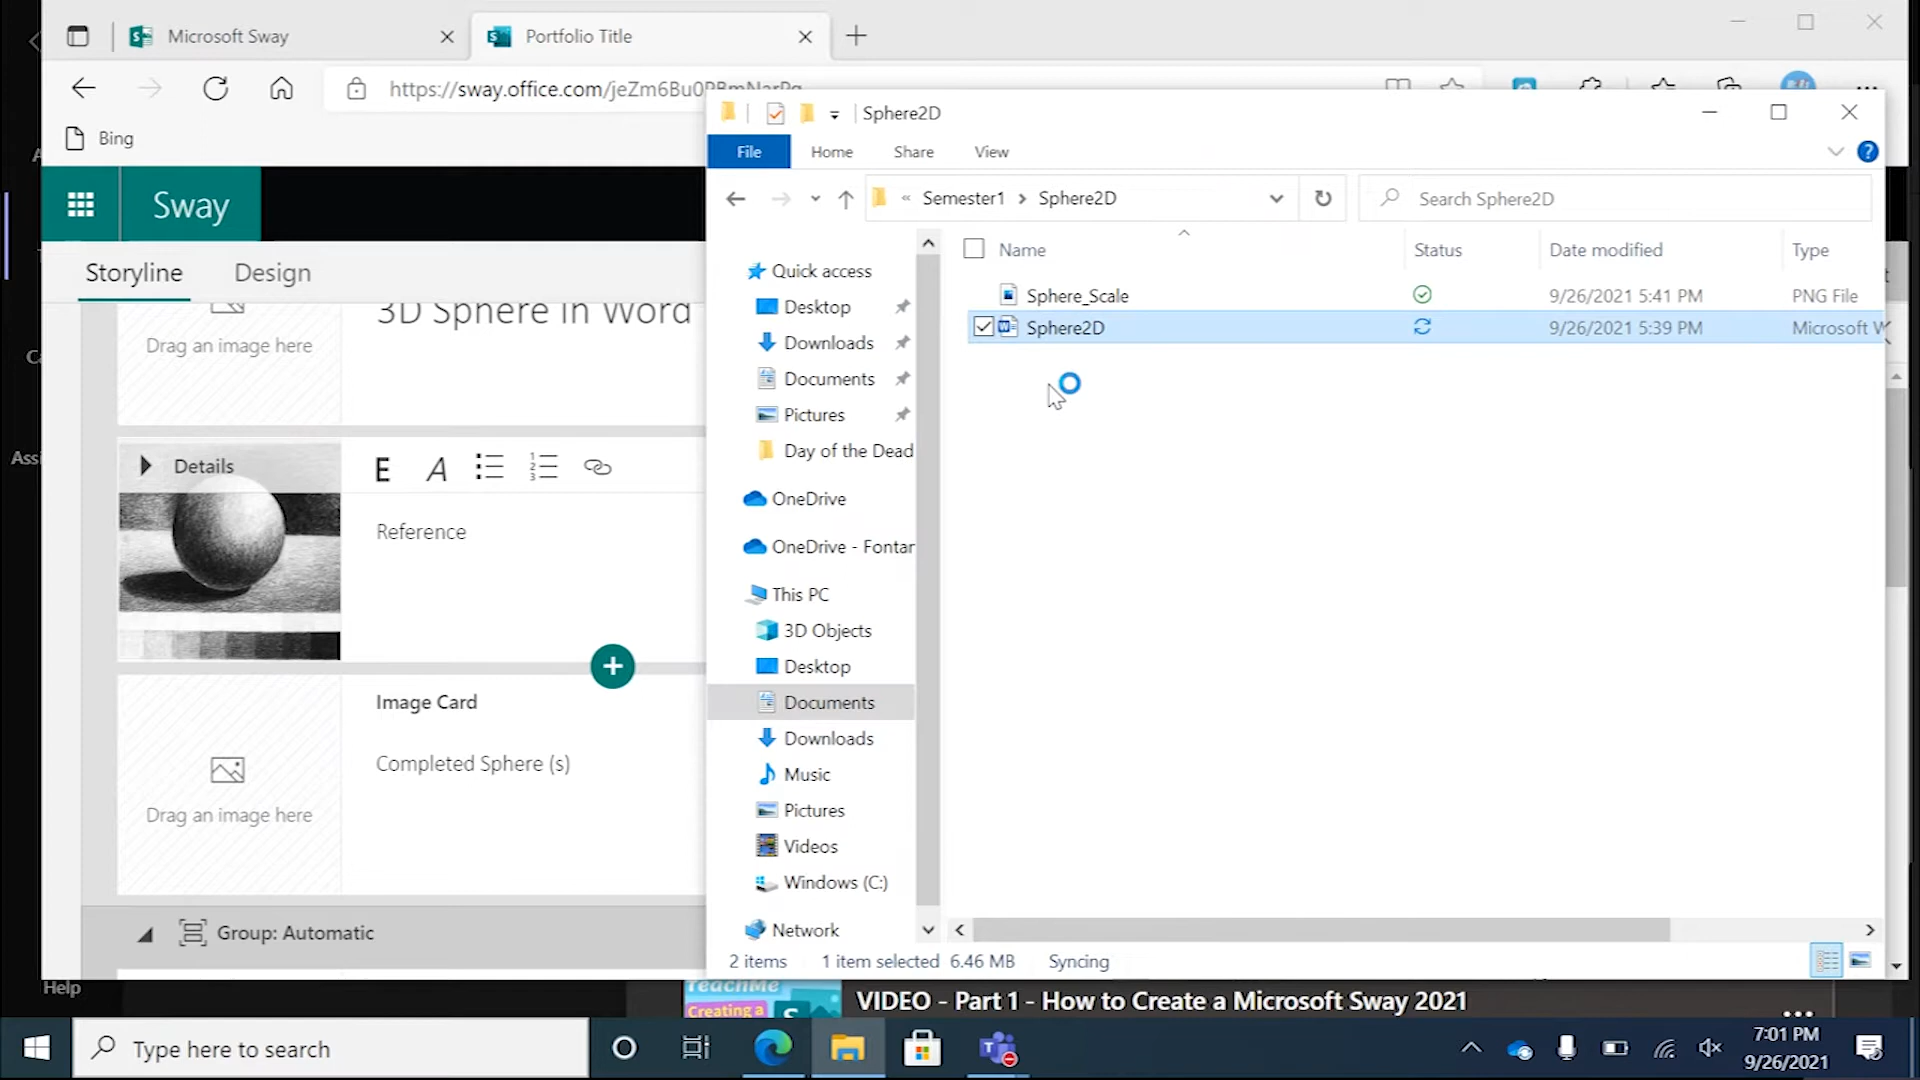 Microsoft Sway
Portfolio Title
https://sway.office.com/jeZm6Bu0PBmNarPg
Bing
Sway
Storyline
Design
3D Sphere in Word
Drag an image here
Details
E A
Reference
Image Card
Completed Sphere (s)
Drag an image here
Group: Automatic
Help
Sphere2D
File
Home
Share
View
« Semester1 > Sphere2D
Search Sphere2D
Name
Status
Date modified
Type
Sphere_Scale
9/26/2021 5:41 PM
PNG File
Sphere2D
9/26/2021 5:39 PM
Microsoft W
Quick access
Desktop
Downloads
Documents
Pictures
Day of the Dead
OneDrive
OneDrive - Fontar
This PC
3D Objects
Desktop
Documents
Downloads
Music
Pictures
Videos
Windows (C:)
Network
2 items
1 item selected 6.46 MB
Syncing
TeachMe
Creating a
VIDEO - Part 1 - How to Create a Microsoft Sway 2021
Type here to search
7:01 PM
9/26/2021